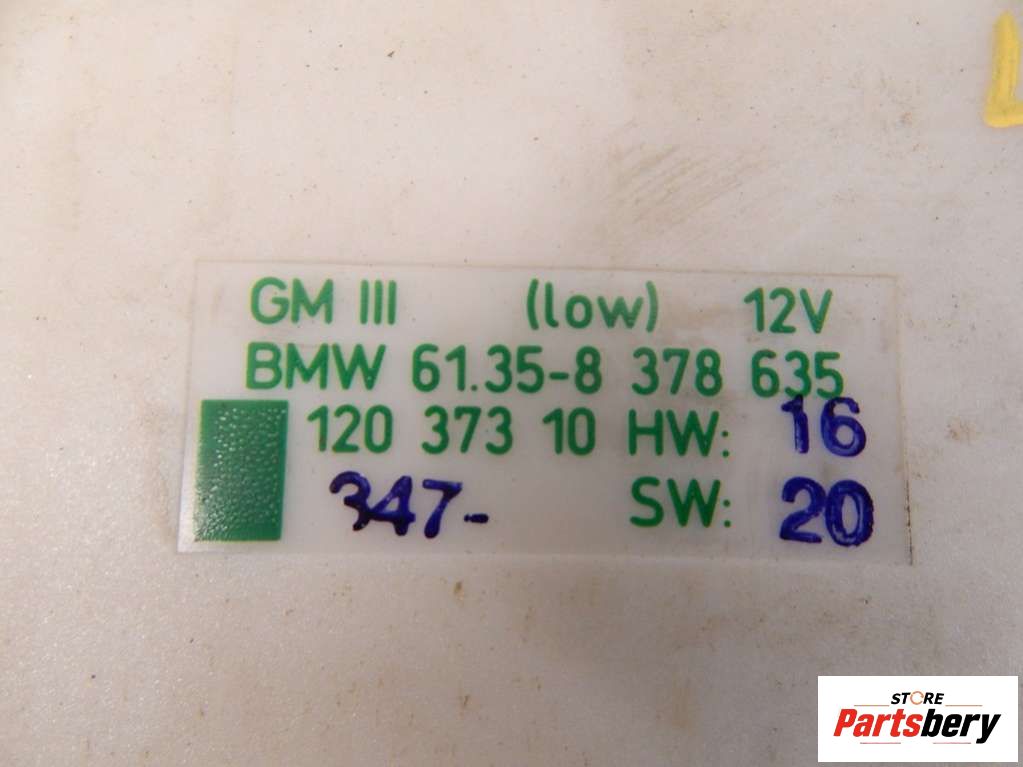 GM III (low) 12V
BMW 61.35-8 378 635
120 373 10 HW: 16
347- SW: 20
STORE
Partsbery